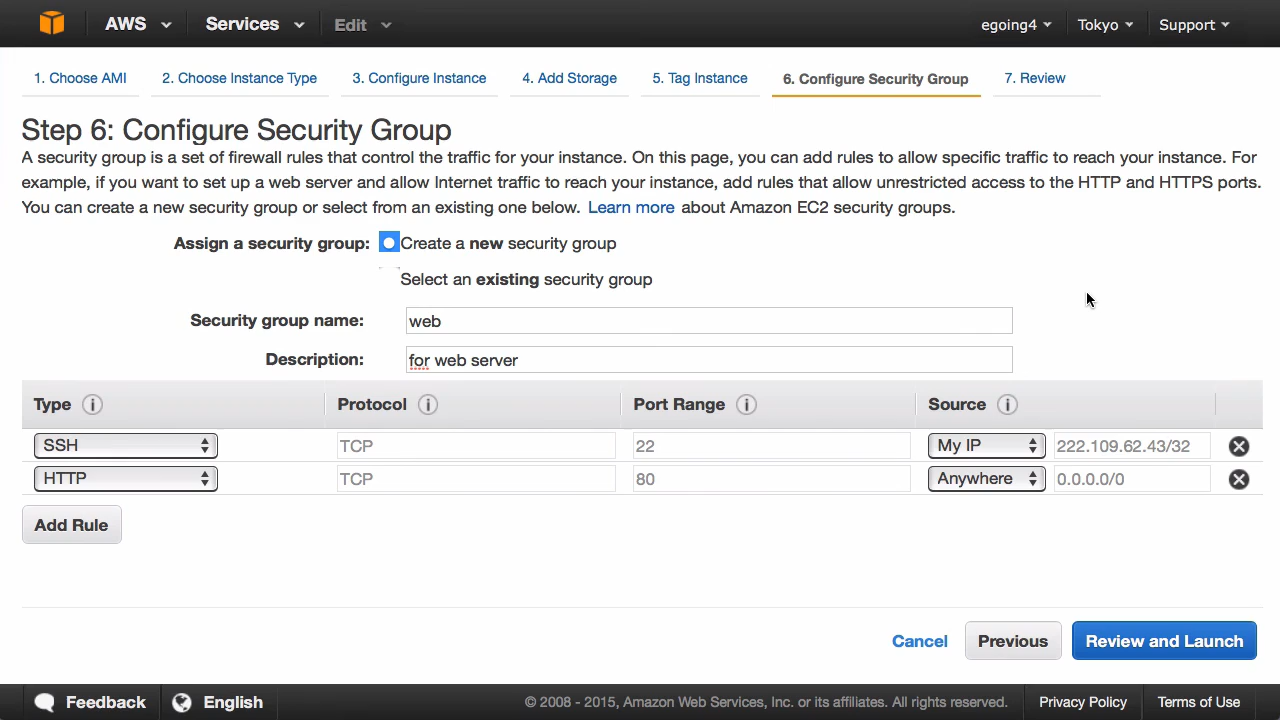 AWS Services Edit egoing4 Tokyo Support
1. Choose AMI 2. Choose Instance Type 3. Configure Instance 4. Add Storage 5. Tag Instance 6. Configure Security Group 7. Review
Step 6: Configure Security Group
A security group is a set of firewall rules that control the traffic for your instance. On this page, you can add rules to allow specific traffic to reach your instance. For
example, if you want to set up a web server and allow Internet traffic to reach your instance, add rules that allow unrestricted access to the HTTP and HTTPS ports.
You can create a new security group or select from an existing one below. Learn more about Amazon EC2 security groups.
Assign a security group: Create a new security group
Select an existing security group
Security group name: web
Description: for web server
Type Protocol Port Range Source
SSH TCP 22 My IP 222.109.62.43/32
HTTP TCP 80 Anywhere 0.0.0.0/0
Add Rule
Cancel Previous Review and Launch
Feedback English © 2008 - 2015, Amazon Web Services, Inc. or its affiliates. All rights reserved. Privacy Policy Terms of Use